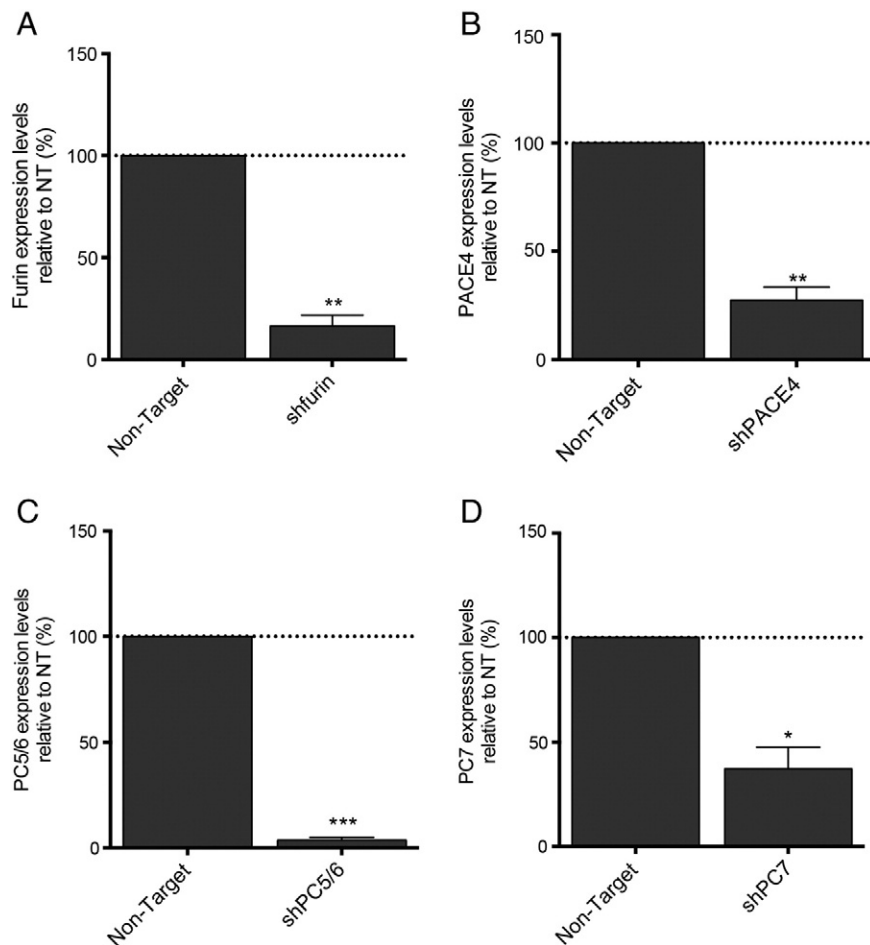 A
Furin expression levels
relative to NT (%)
150
100
50
0
**
Non-Target
shfurin
B
PACE4 expression levels
relative to NT (%)
150
100
50
0
**
Non-Target
shPACE4
C
PC5/6 expression levels
relative to NT (%)
150
100
50
0
***
Non-Target
shPC5/6
D
PC7 expression levels
relative to NT (%)
150
100
50
0
*
Non-Target
shPC7